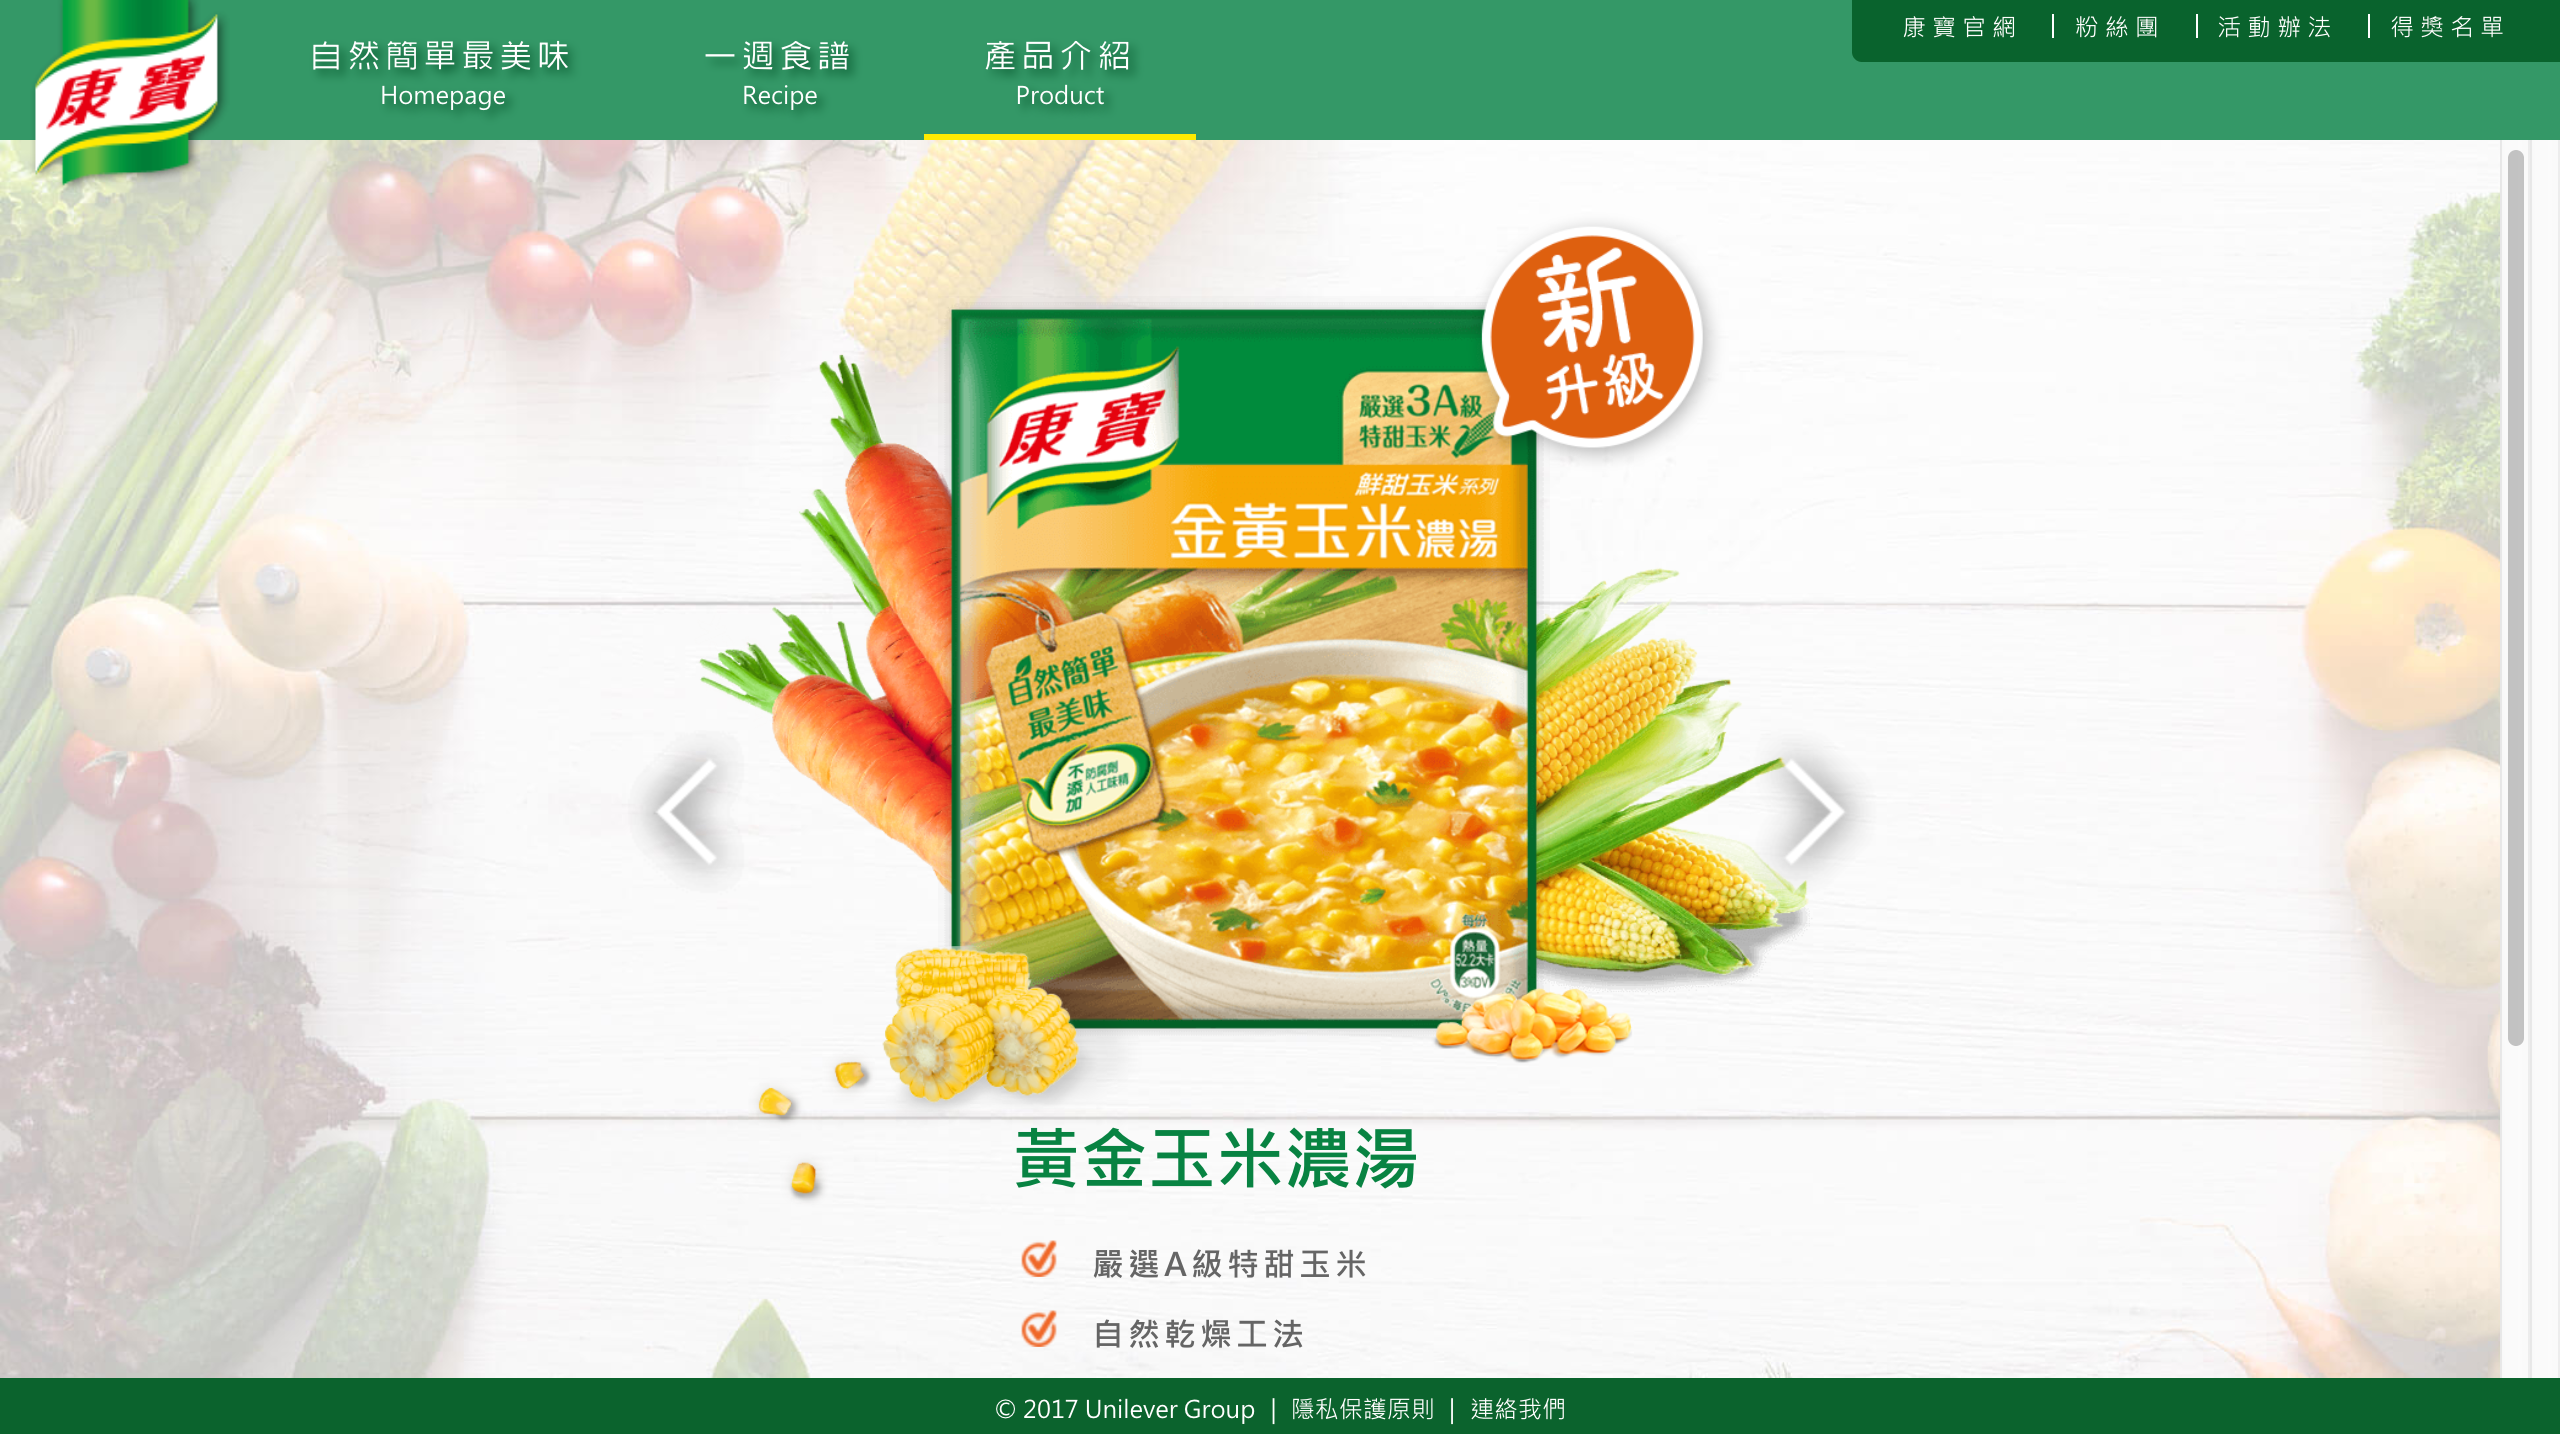 康寶
自然簡單最美味
Homepage
一週食譜
Recipe
產品介紹
Product
康寶官網
粉絲團
活動辦法
得獎名單
新
升級
康寶
嚴選3A級
特甜玉米
鮮甜玉米系列
金黃玉米濃湯
自然簡單
最美味
不添加
防腐劑
人工味精
每份
熱量
52.2大卡
3%DV
黃金玉米濃湯
嚴選A級特甜玉米
自然乾燥工法
© 2017 Unilever Group | 隱私保護原則 | 連絡我們